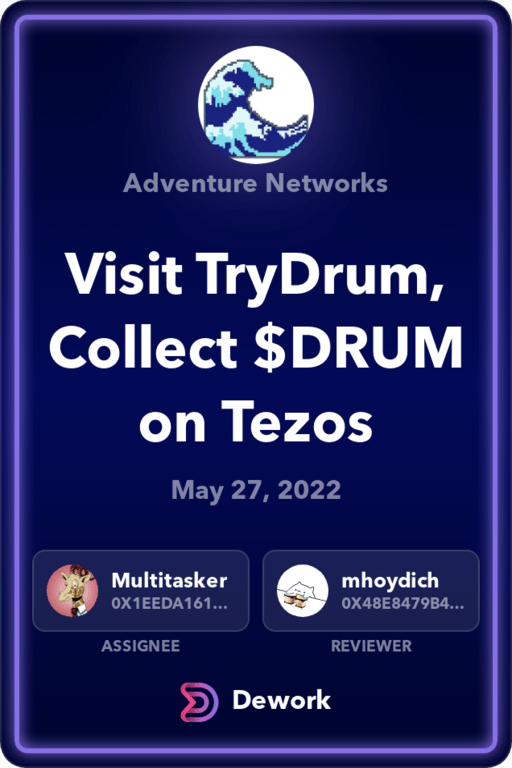 Adventure Networks
Visit TryDrum,
Collect $DRUM
on Tezos
May 27, 2022
Multitasker
0X1EEDA161...
ASSIGNEE
mhoydich
0X48E8479B4...
REVIEWER
Dework